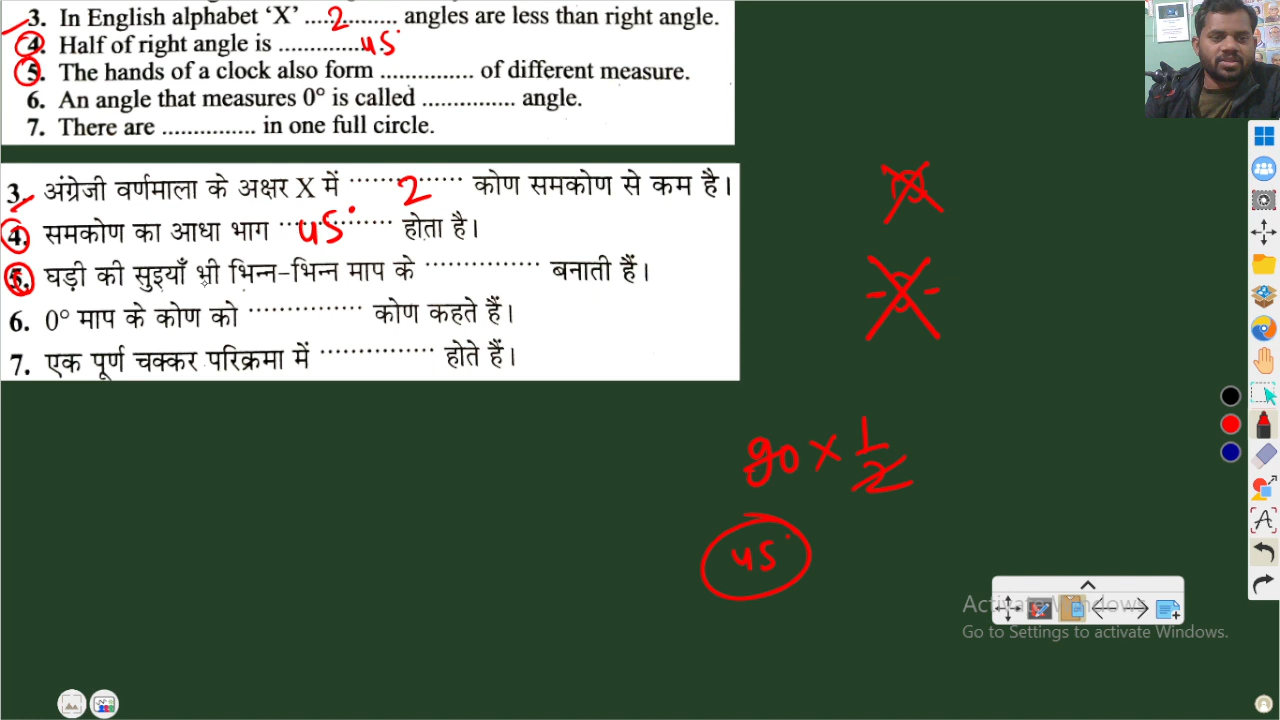 3. In English alphabet ‘X’ .....2.......... angles are less than right angle.
4. Half of right angle is ............... 45°
5. The hands of a clock also form ............... of different measure.
6. An angle that measures 0° is called ............... angle.
7. There are ............... in one full circle.
3. अंग्रेजी वर्णमाला के अक्षर X में ......... 2 ......... कोण समकोण से कम है।
4. समकोण का आधा भाग ... 45° ......... होता है।
5. घड़ी की सुइयाँ भी भिन्न-भिन्न माप के ............... बनाती हैं।
6. 0° माप के कोण को ............... कोण कहते हैं।
7. एक पूर्ण चक्कर परिक्रमा में ............... होते हैं।
90 × 1/2
45°
Activate Windows
Go to Settings to activate Windows.